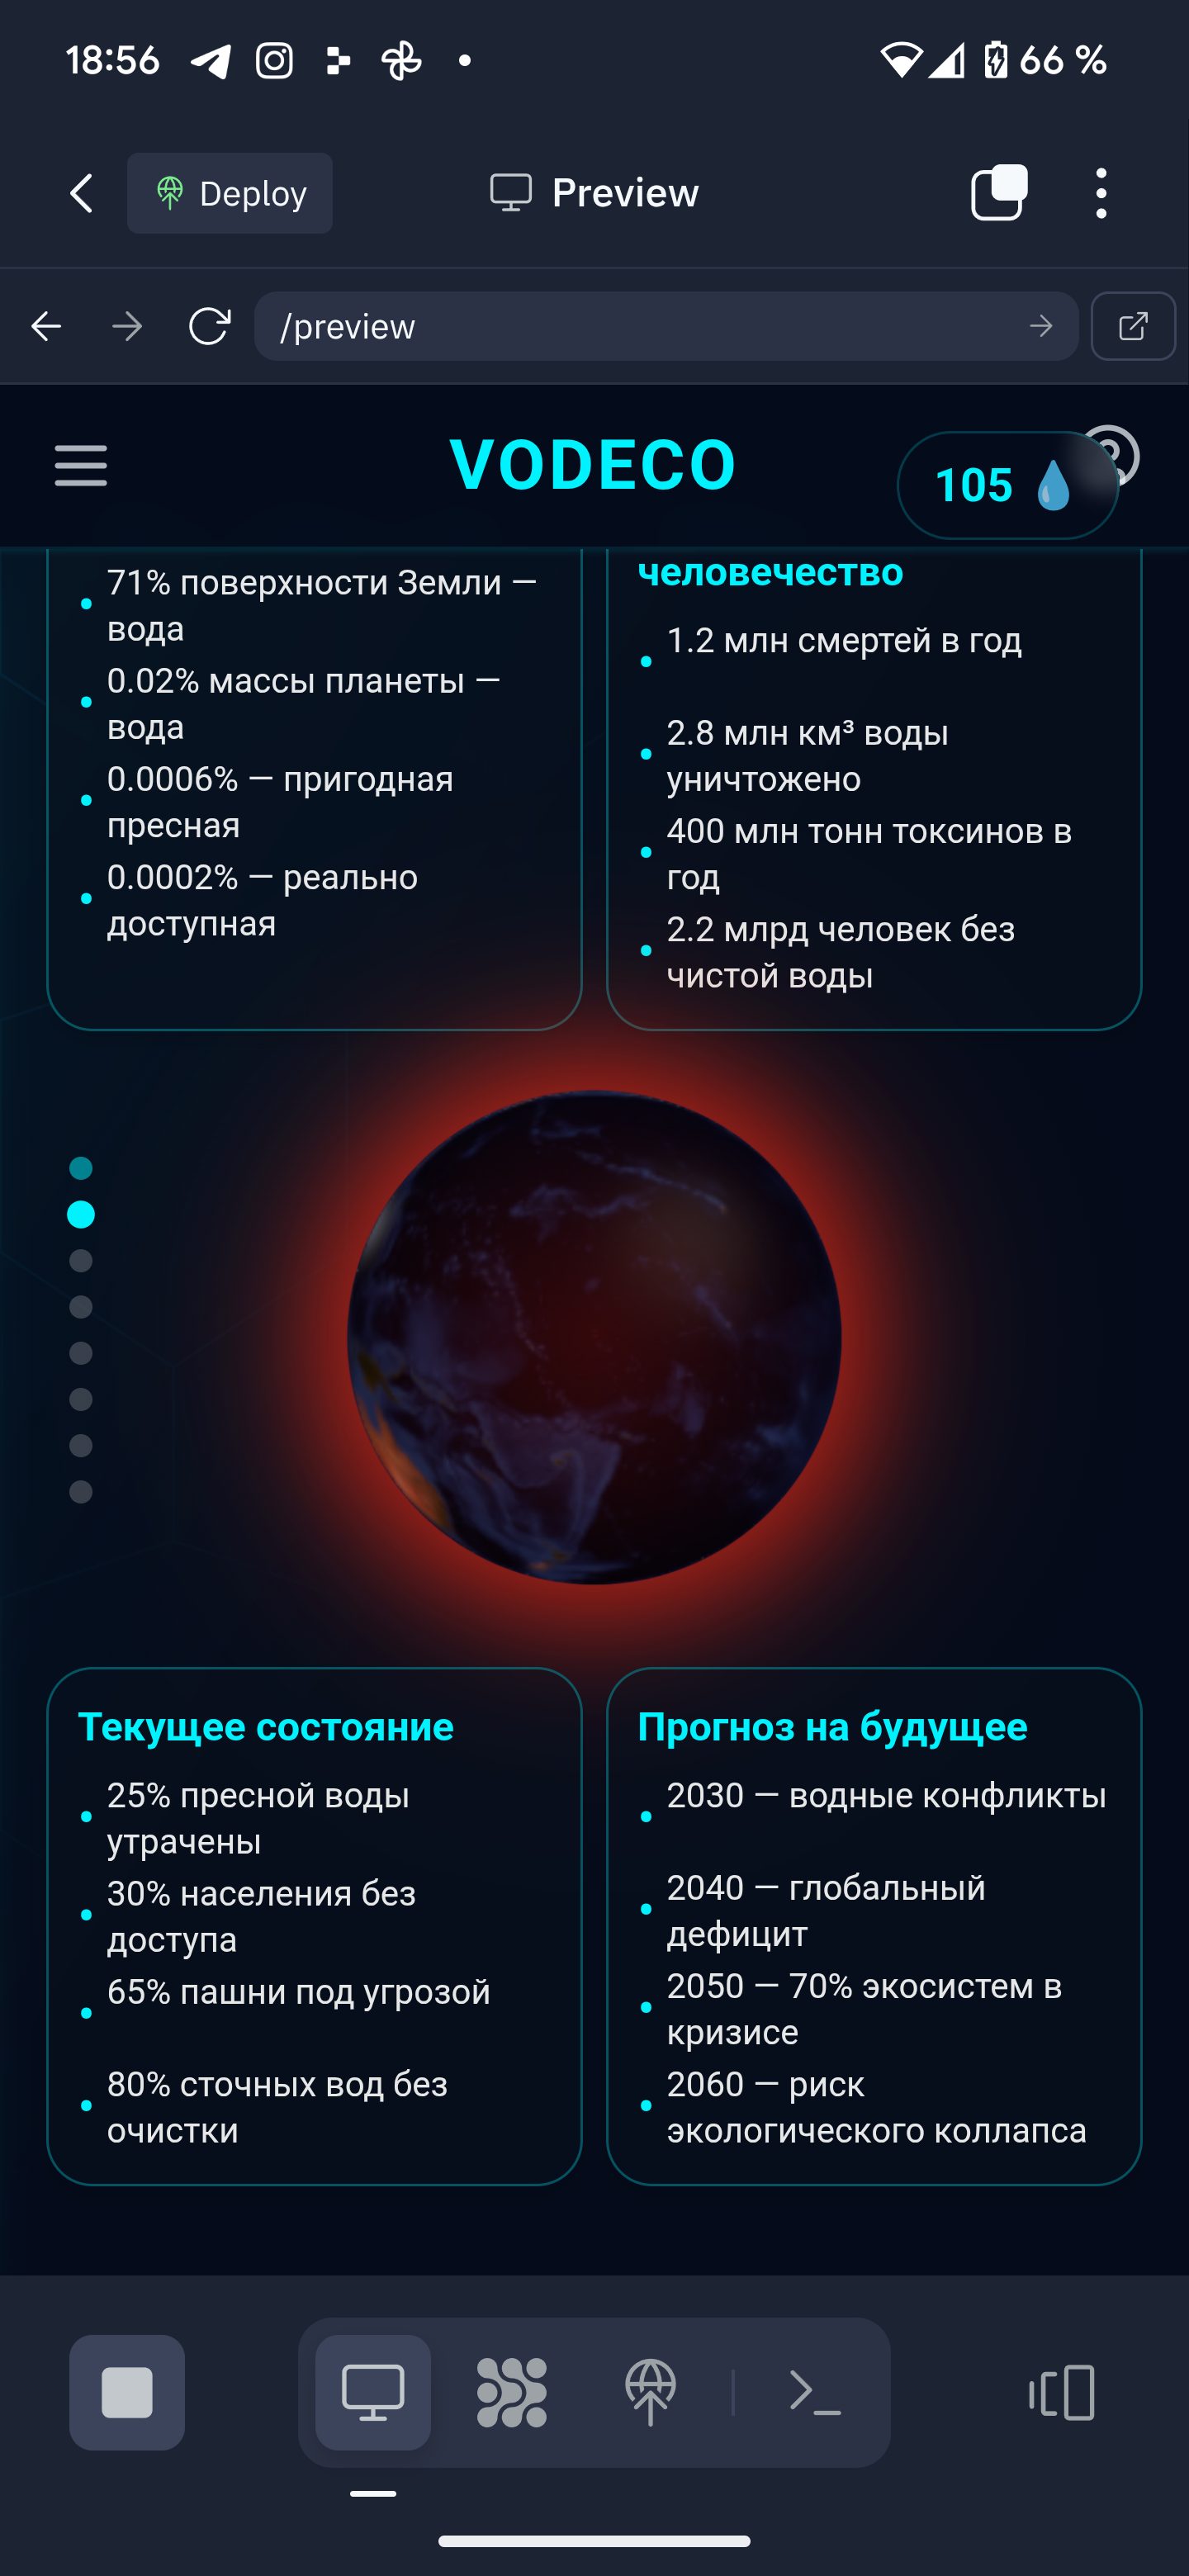 18:56
66 %
Deploy
Preview
/preview
VODECO
105
71% поверхности Земли —
вода
0.02% массы планеты —
вода
0.0006% — пригодная
пресная
0.0002% — реально
доступная
человечество
1.2 млн смертей в год
2.8 млн км³ воды
уничтожено
400 млн тонн токсинов в
год
2.2 млрд человек без
чистой воды
Текущее состояние
25% пресной воды
утрачены
30% населения без
доступа
65% пашни под угрозой
80% сточных вод без
очистки
Прогноз на будущее
2030 — водные конфликты
2040 — глобальный
дефицит
2050 — 70% экосистем в
кризисе
2060 — риск
экологического коллапса